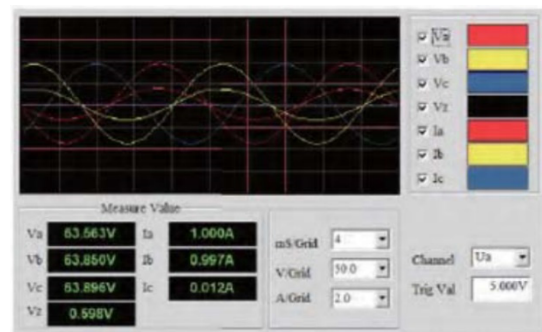 Va
Vb
Vc
Vz
Ia
Ib
Ic
Measure Value
Va 63.563V Ia 1.000A
Vb 63.850V Ib 0.997A
Vc 63.896V Ic 0.012A
Vz 0.598V
mS/Grid 4
V/Grid 50.0
A/Grid 2.0
Channel Ua
Trig Val 5.000V